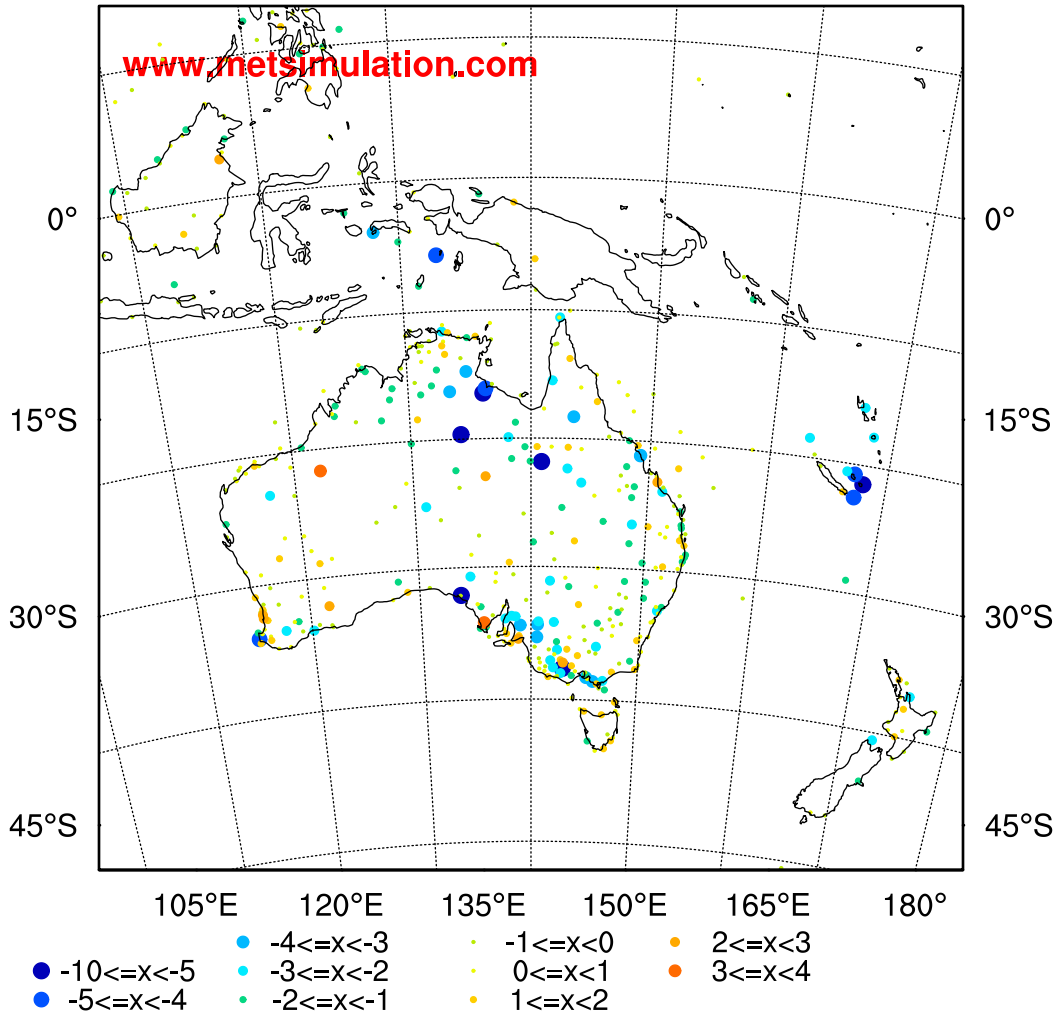 www.metsimulation.com
0° 0°
15°S 15°S
30°S 30°S
45°S 45°S
105°E 120°E 135°E 150°E 165°E 180°
-4<=x<-3 -1<=x<0 2<=x<3
-10<=x<-5 -3<=x<-2 0<=x<1 3<=x<4
-5<=x<-4 -2<=x<-1 1<=x<2